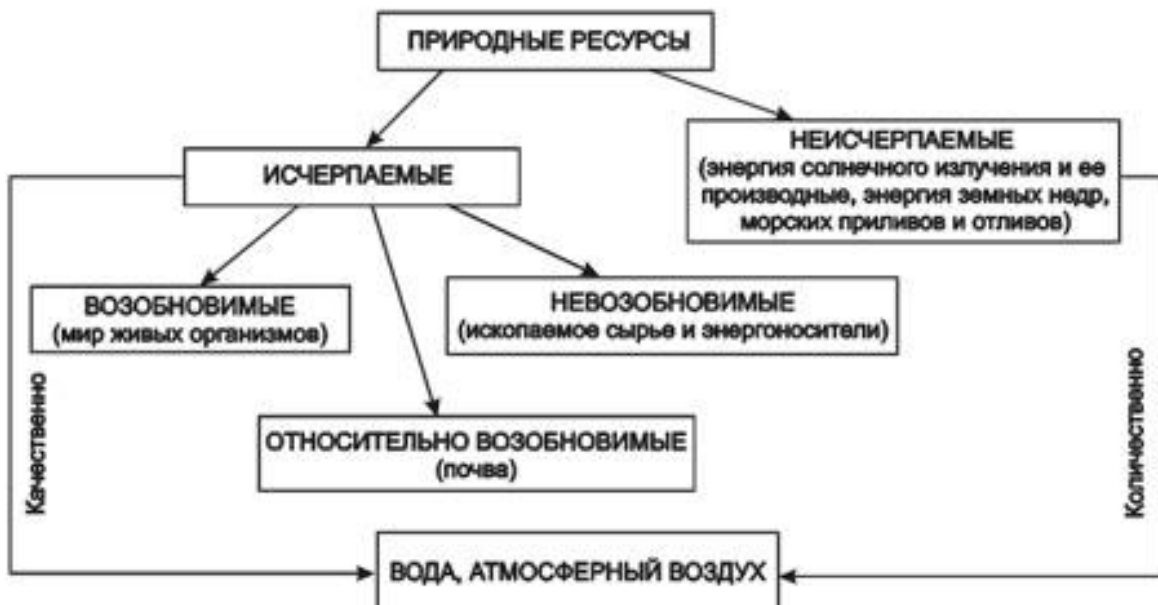 ПРИРОДНЫЕ РЕСУРСЫ
ИСЧЕРПАЕМЫЕ
НЕИСЧЕРПАЕМЫЕ
(энергия солнечного излучения и ее
производные, энергия земных недр,
морских приливов и отливов)
ВОЗОБНОВИМЫЕ
(мир живых организмов)
НЕВОЗОБНОВИМЫЕ
(ископаемое сырье и энергоносители)
ОТНОСИТЕЛЬНО ВОЗОБНОВИМЫЕ
(почва)
Качественно
Количественно
ВОДА, АТМОСФЕРНЫЙ ВОЗДУХ